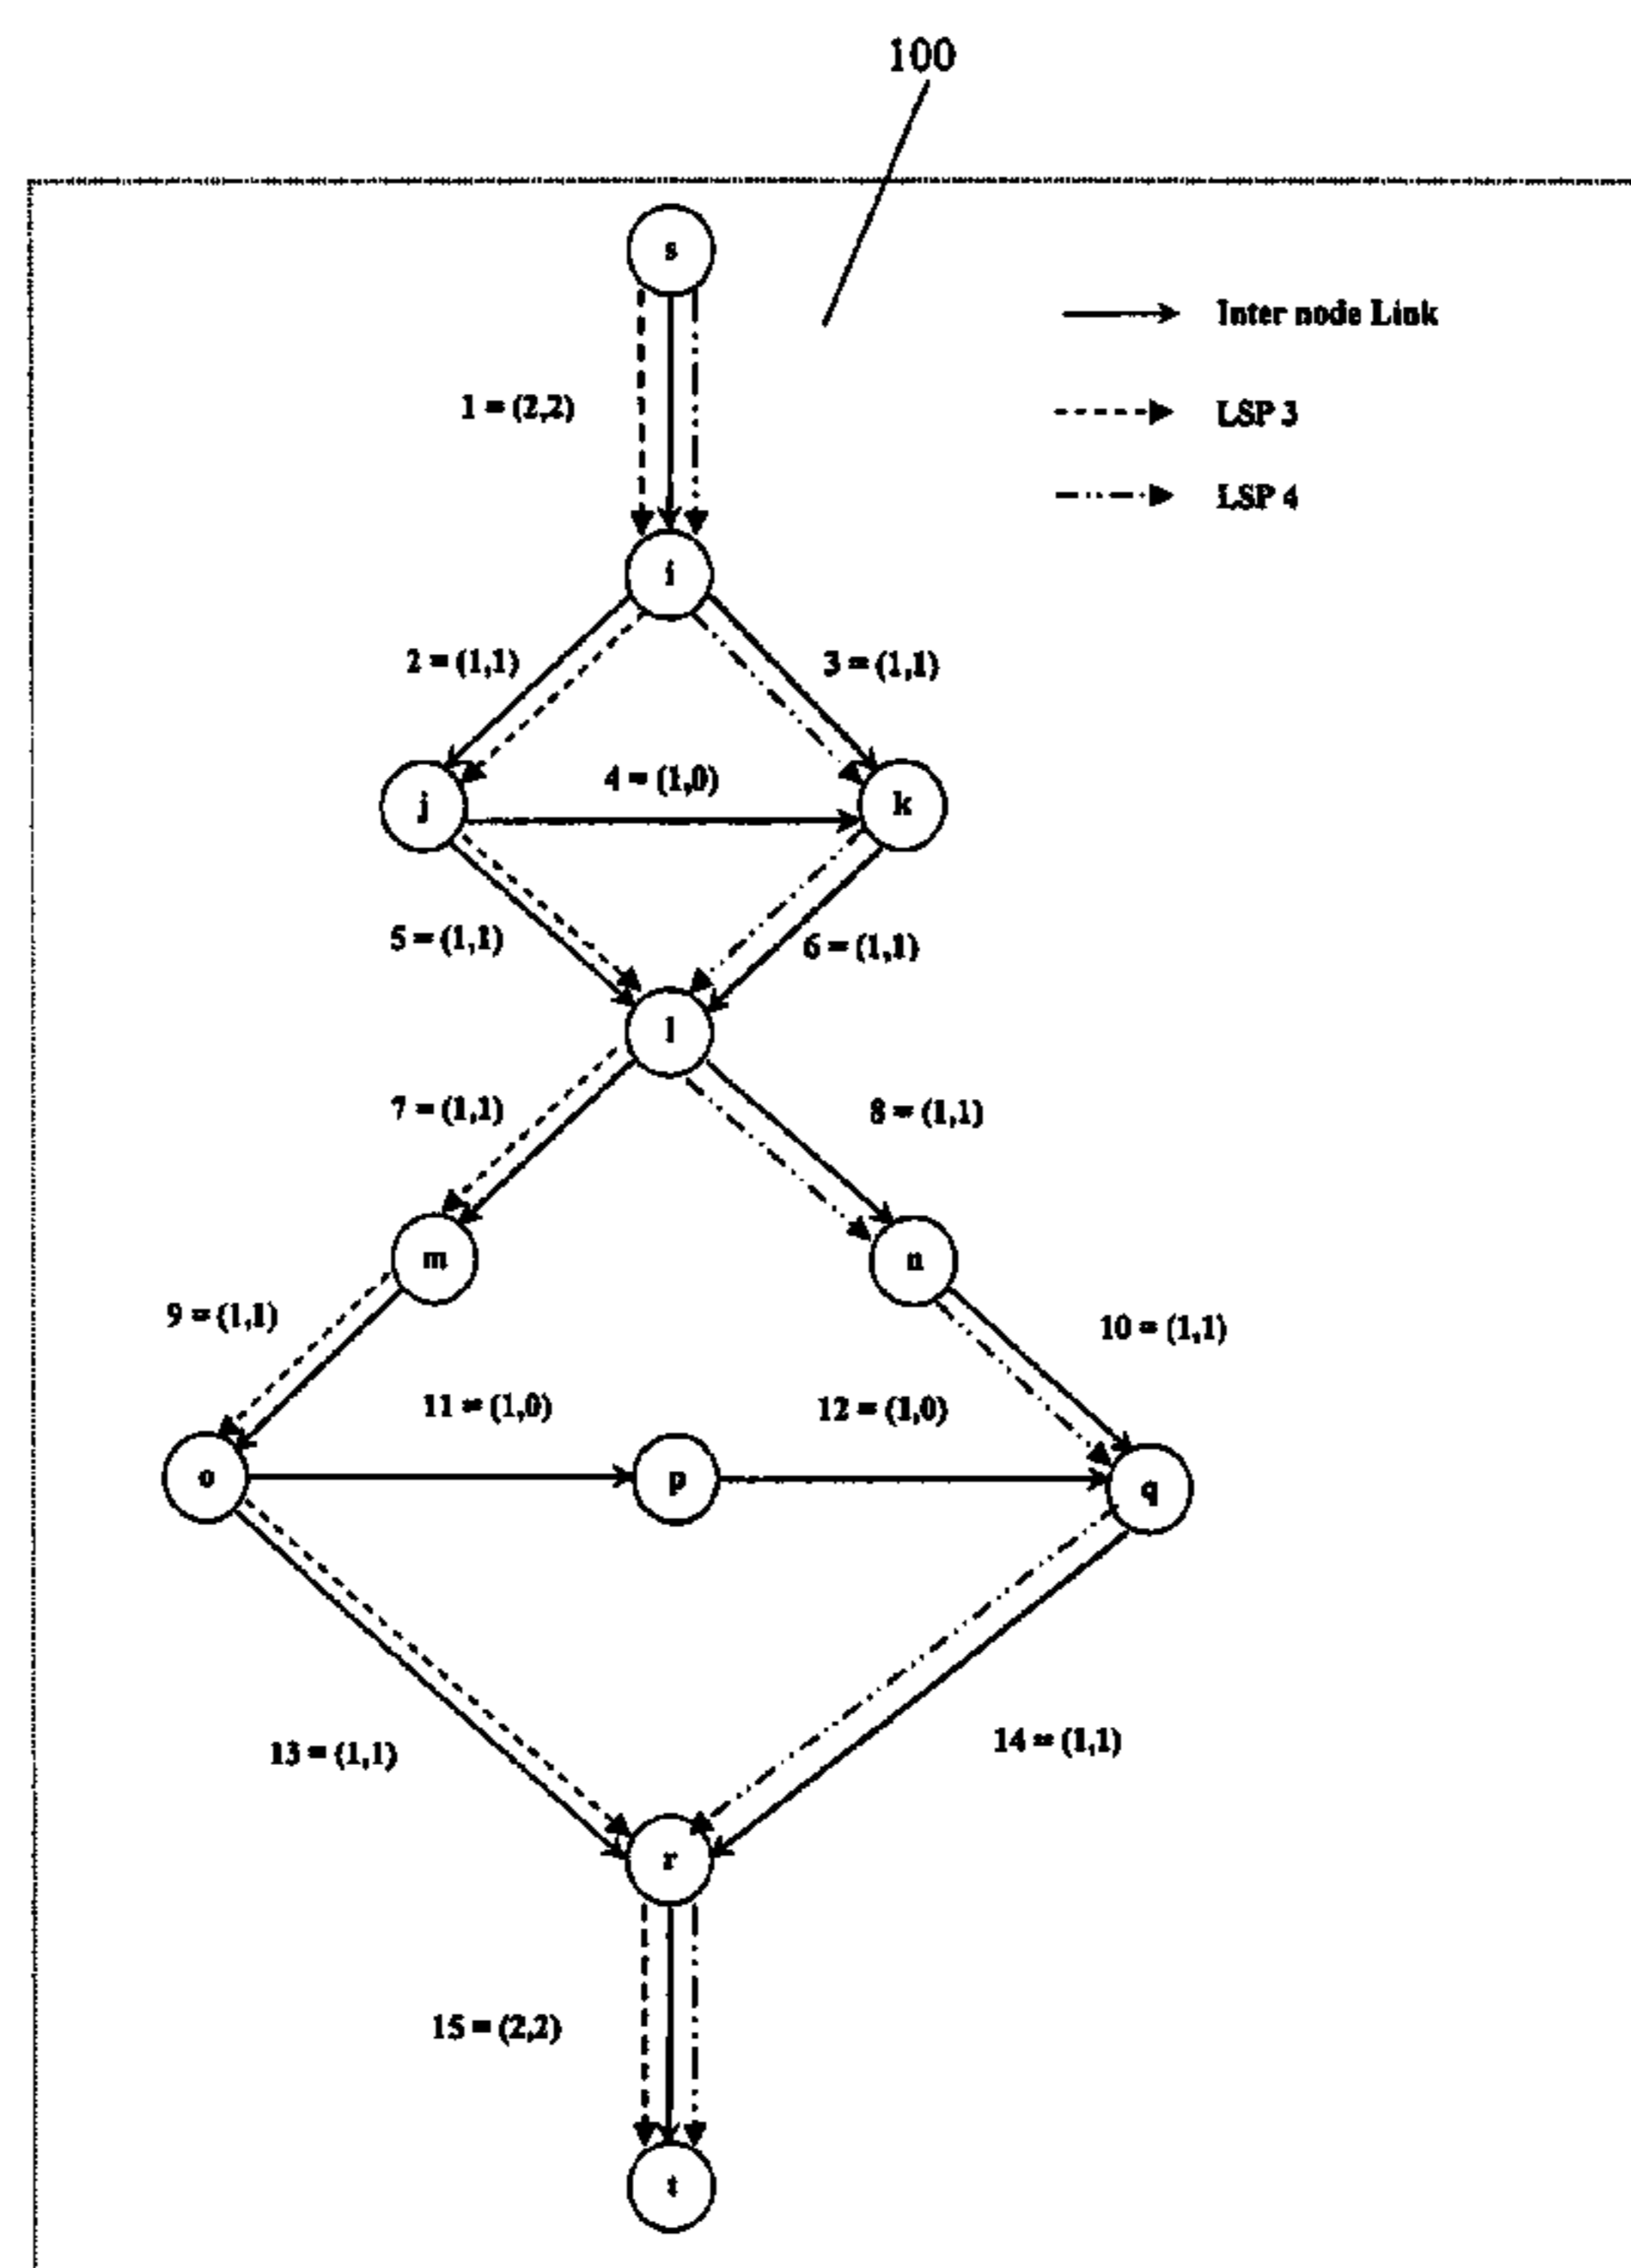 100
s
Inter node Link
1 = (2,2)
LSP 3
LSP 4
i
2 = (1,1)
3 = (1,1)
4 = (1,0)
j
k
5 = (1,1)
6 = (1,1)
l
7 = (1,1)
8 = (1,1)
m
n
9 = (1,1)
10 = (1,1)
11 = (1,0)
12 = (1,0)
o
p
q
13 = (1,1)
14 = (1,1)
r
15 = (2,2)
t